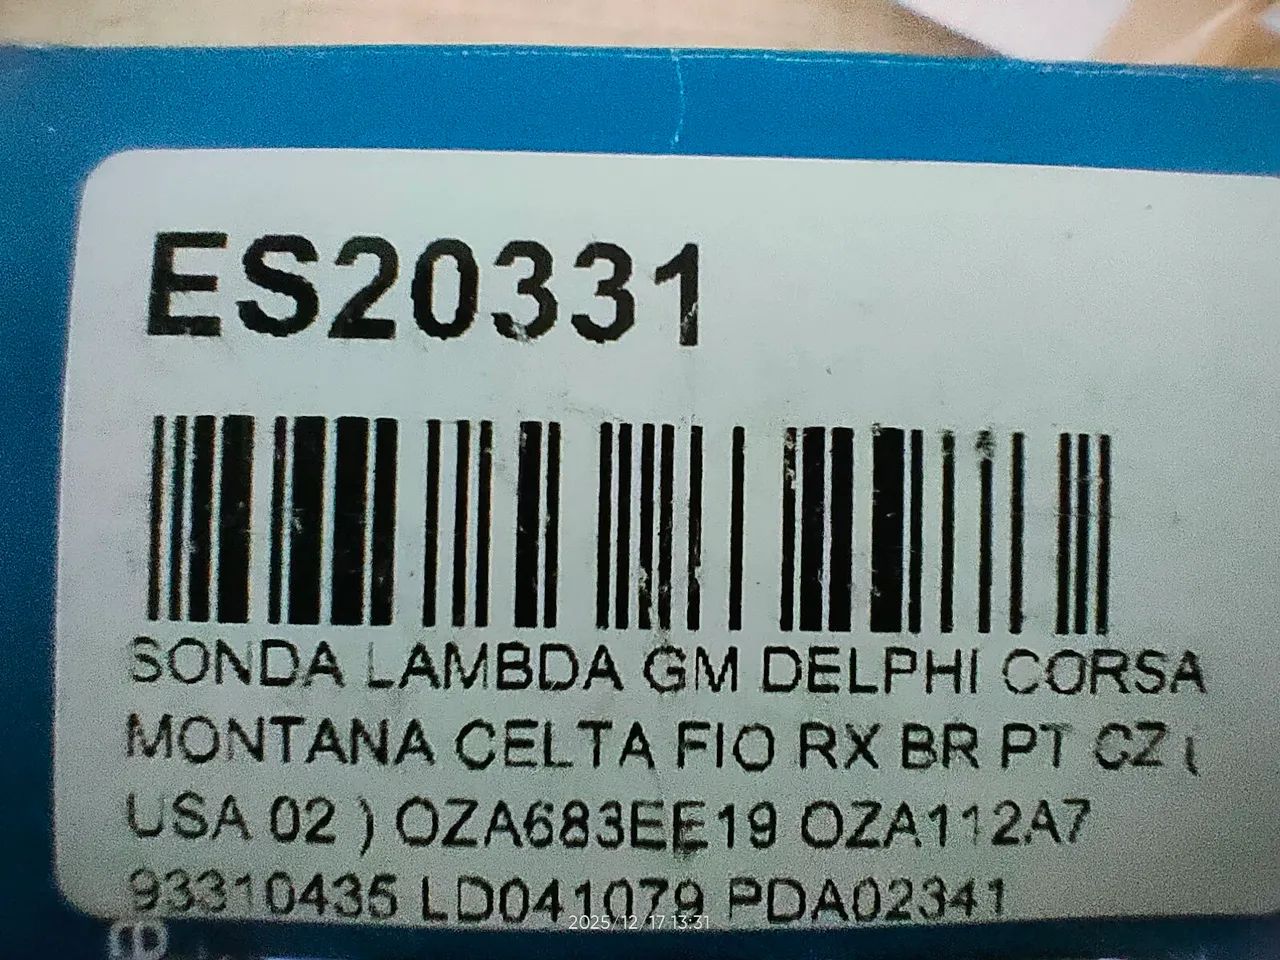 ES20331
SONDA LAMBDA GM DELPHI CORSA
MONTANA CELTA FIO RX BR PT CZ (
USA 02 ) OZA683EE19 OZA112A7
93310435 LD041079 PDA02341
2025/12/17 13:31